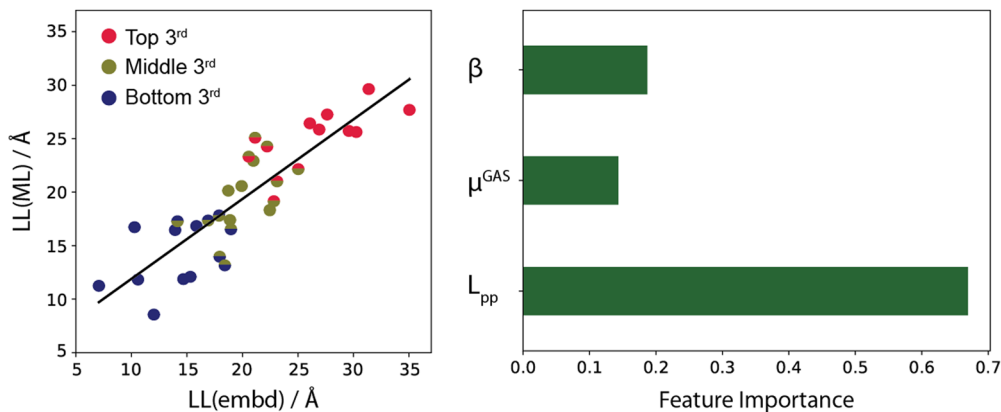 35
30
25
20
15
10
5
LL(ML) / Å
Top 3rd
Middle 3rd
Bottom 3rd
5 10 15 20 25 30 35
LL(embd) / Å
β
μGAS
Lpp
0.0 0.1 0.2 0.3 0.4 0.5 0.6 0.7
Feature Importance